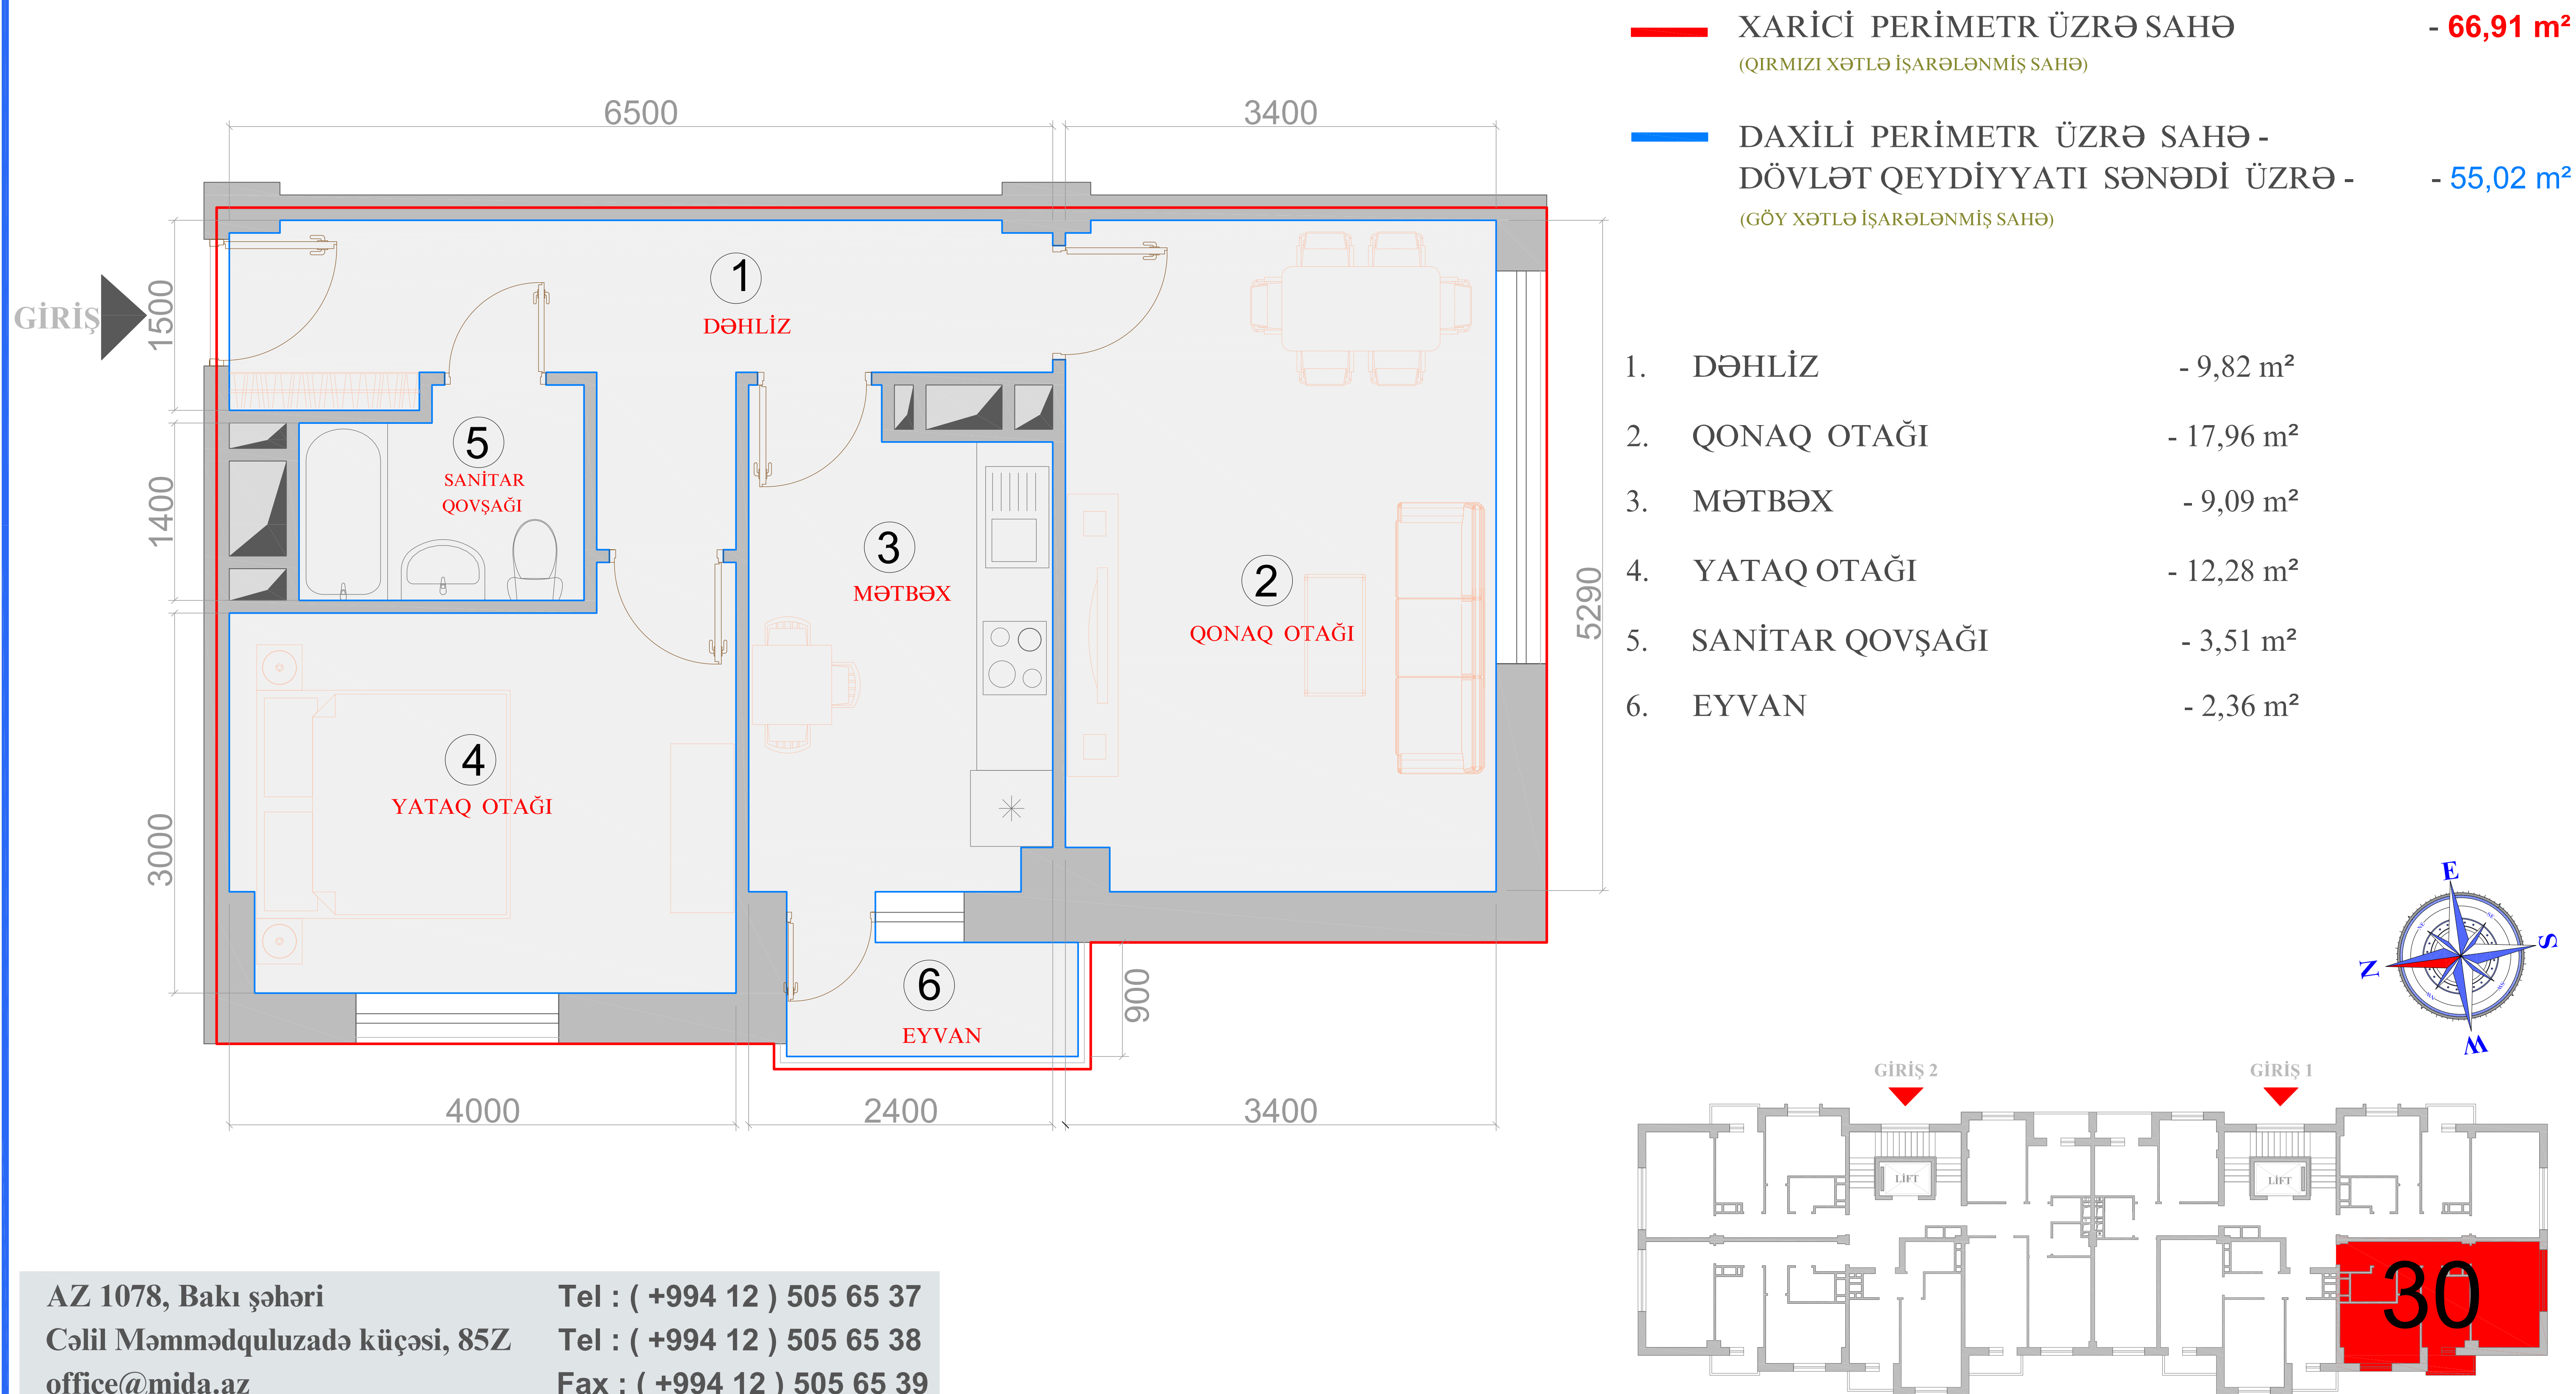 XARİCİ PERİMETR ÜZRƏ SAHƏ - 66,91 m²
(QIRMIZI XƏTLƏ İŞARƏLƏNMİŞ SAHƏ)
DAXİLİ PERİMETR ÜZRƏ SAHƏ -
DÖVLƏT QEYDİYYATI SƏNƏDİ ÜZRƏ - - 55,02 m²
(GÖY XƏTLƏ İŞARƏLƏNMİŞ SAHƏ)
6500
3400
GİRİŞ
1500
1400
3000
5290
900
4000
2400
3400
1
DƏHLİZ
5
SANİTAR
QOVŞAĞI
3
MƏTBƏX
2
QONAQ OTAĞI
4
YATAQ OTAĞI
6
EYVAN
1. DƏHLİZ - 9,82 m²
2. QONAQ OTAĞI - 17,96 m²
3. MƏTBƏX - 9,09 m²
4. YATAQ OTAĞI - 12,28 m²
5. SANİTAR QOVŞAĞI - 3,51 m²
6. EYVAN - 2,36 m²
E
S
N
W
GİRİŞ 2
GİRİŞ 1
LİFT
LİFT
30
AZ 1078, Bakı şəhəri Tel : ( +994 12 ) 505 65 37
Cəlil Məmmədquluzadə küçəsi, 85Z Tel : ( +994 12 ) 505 65 38
office@mida.az Fax : ( +994 12 ) 505 65 39